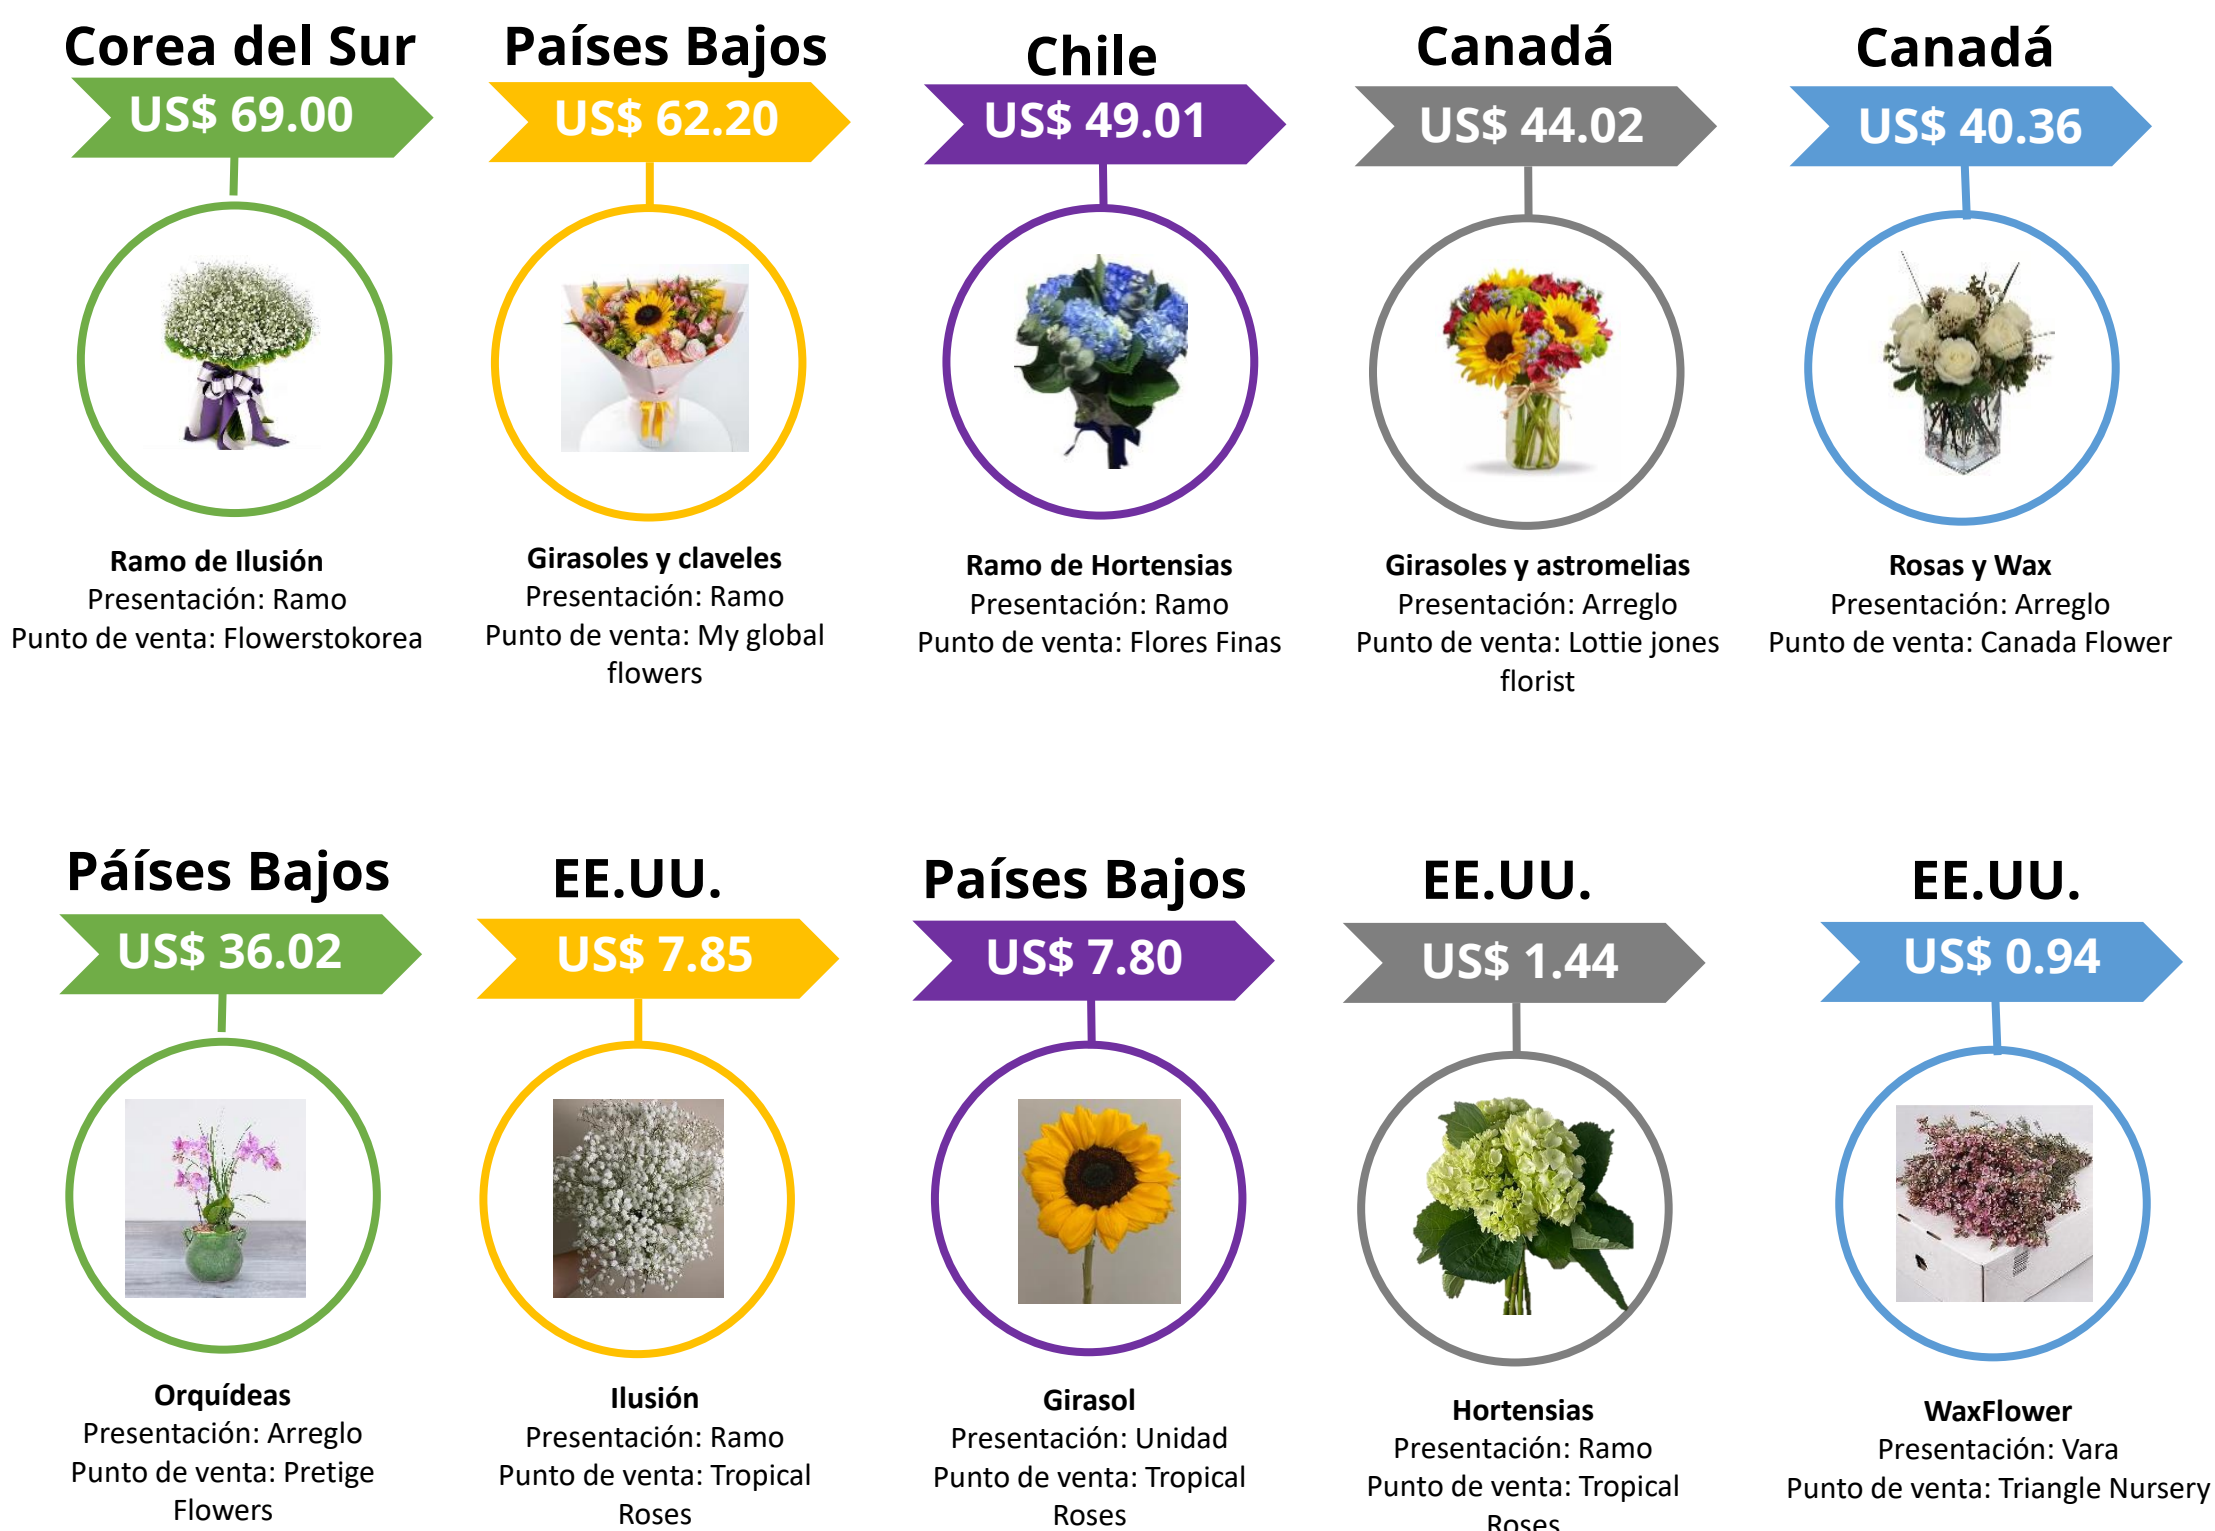 Corea del Sur
US$ 69.00
Ramo de Ilusión
Presentación: Ramo
Punto de venta: Flowerstokorea
Países Bajos
US$ 62.20
Girasoles y claveles
Presentación: Ramo
Punto de venta: My global
flowers
Chile
US$ 49.01
Ramo de Hortensias
Presentación: Ramo
Punto de venta: Flores Finas
Canadá
US$ 44.02
Girasoles y astromelias
Presentación: Arreglo
Punto de venta: Lottie jones
florist
Canadá
US$ 40.36
Rosas y Wax
Presentación: Arreglo
Punto de venta: Canada Flower
Páíses Bajos
US$ 36.02
Orquídeas
Presentación: Arreglo
Punto de venta: Pretige
Flowers
EE.UU.
US$ 7.85
Ilusión
Presentación: Ramo
Punto de venta: Tropical
Roses
Países Bajos
US$ 7.80
Girasol
Presentación: Unidad
Punto de venta: Tropical
Roses
EE.UU.
US$ 1.44
Hortensias
Presentación: Ramo
Punto de venta: Tropical
Roses
EE.UU.
US$ 0.94
WaxFlower
Presentación: Vara
Punto de venta: Triangle Nursery